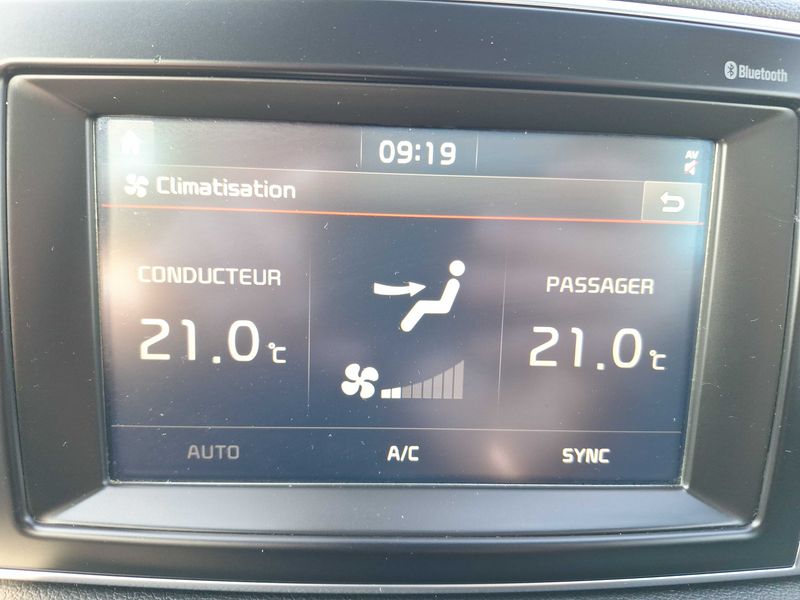 Bluetooth
09:19
AV
Climatisation
CONDUCTEUR
PASSAGER
21.0 °C
21.0 °C
AUTO
A/C
SYNC